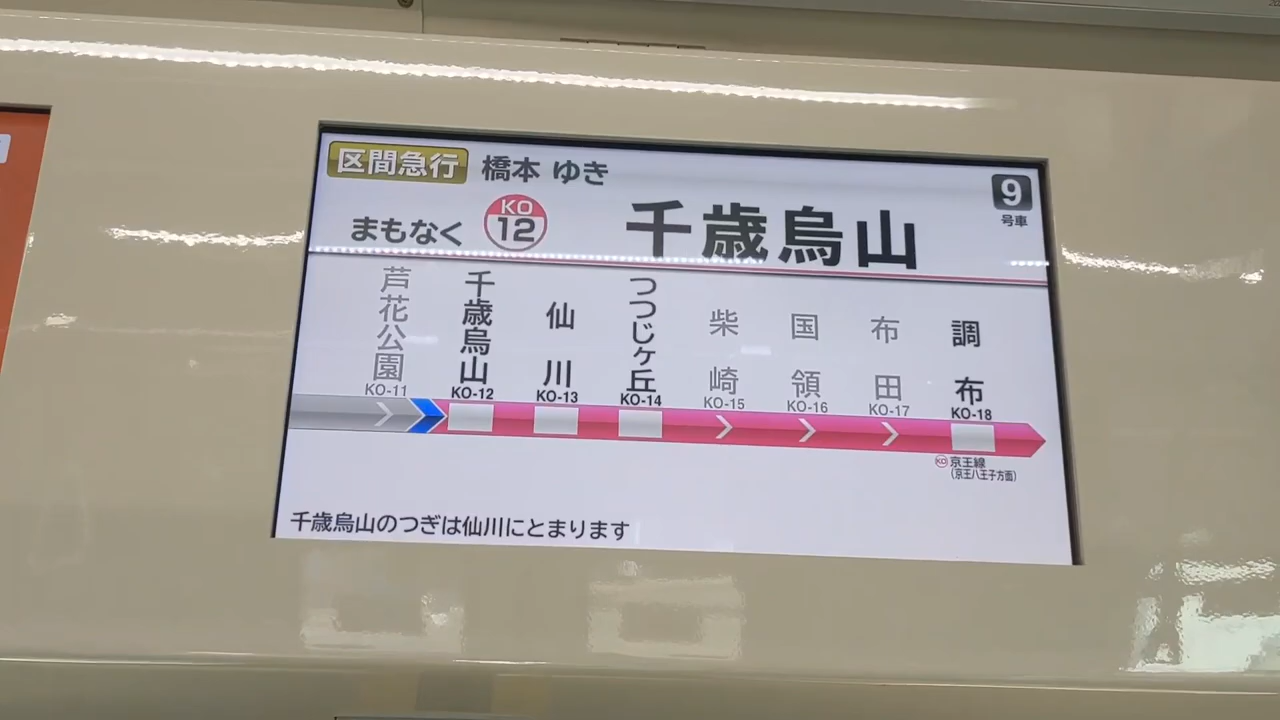 区間急行 橋本 ゆき
9
号車
まもなく KO 12 千歳烏山
芦花公園 千歳烏山 仙川 つつじヶ丘 柴崎 国領 布田 調布
KO-11 KO-12 KO-13 KO-14 KO-15 KO-16 KO-17 KO-18
KO 京王線
(京王八王子方面)
千歳烏山のつぎは仙川にとまります